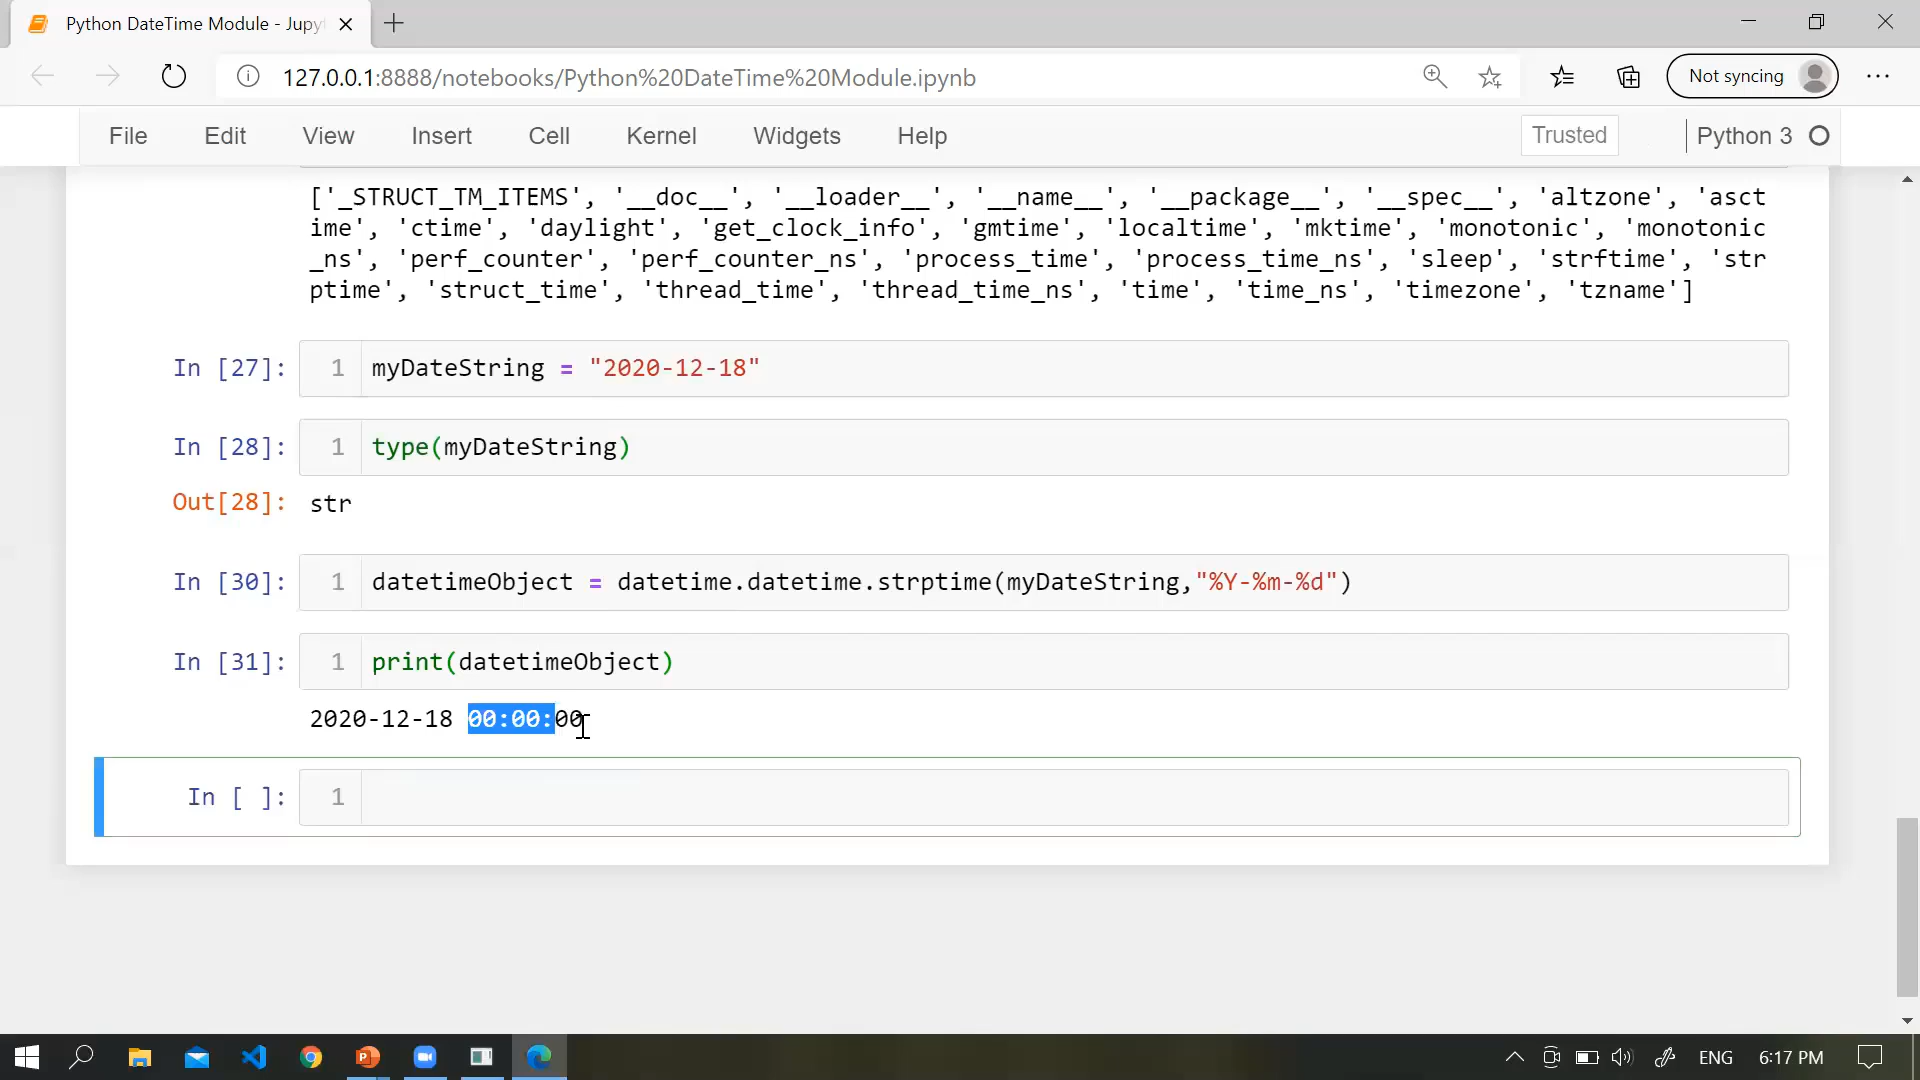 Python DateTime Module - Jupyt
127.0.0.1:8888/notebooks/Python%20DateTime%20Module.ipynb
Not syncing
File Edit View Insert Cell Kernel Widgets Help
Trusted
Python 3
['_STRUCT_TM_ITEMS', '__doc__', '__loader__', '__name__', '__package__', '__spec__', 'altzone', 'asct
ime', 'ctime', 'daylight', 'get_clock_info', 'gmtime', 'localtime', 'mktime', 'monotonic', 'monotonic
_ns', 'perf_counter', 'perf_counter_ns', 'process_time', 'process_time_ns', 'sleep', 'strftime', 'str
ptime', 'struct_time', 'thread_time', 'thread_time_ns', 'time', 'time_ns', 'timezone', 'tzname']
In [27]: 1 myDateString = "2020-12-18"
In [28]: 1 type(myDateString)
Out[28]: str
In [30]: 1 datetimeObject = datetime.datetime.strptime(myDateString,"%Y-%m-%d")
In [31]: 1 print(datetimeObject)
2020-12-18 00:00:00
In [ ]: 1
ENG 6:17 PM